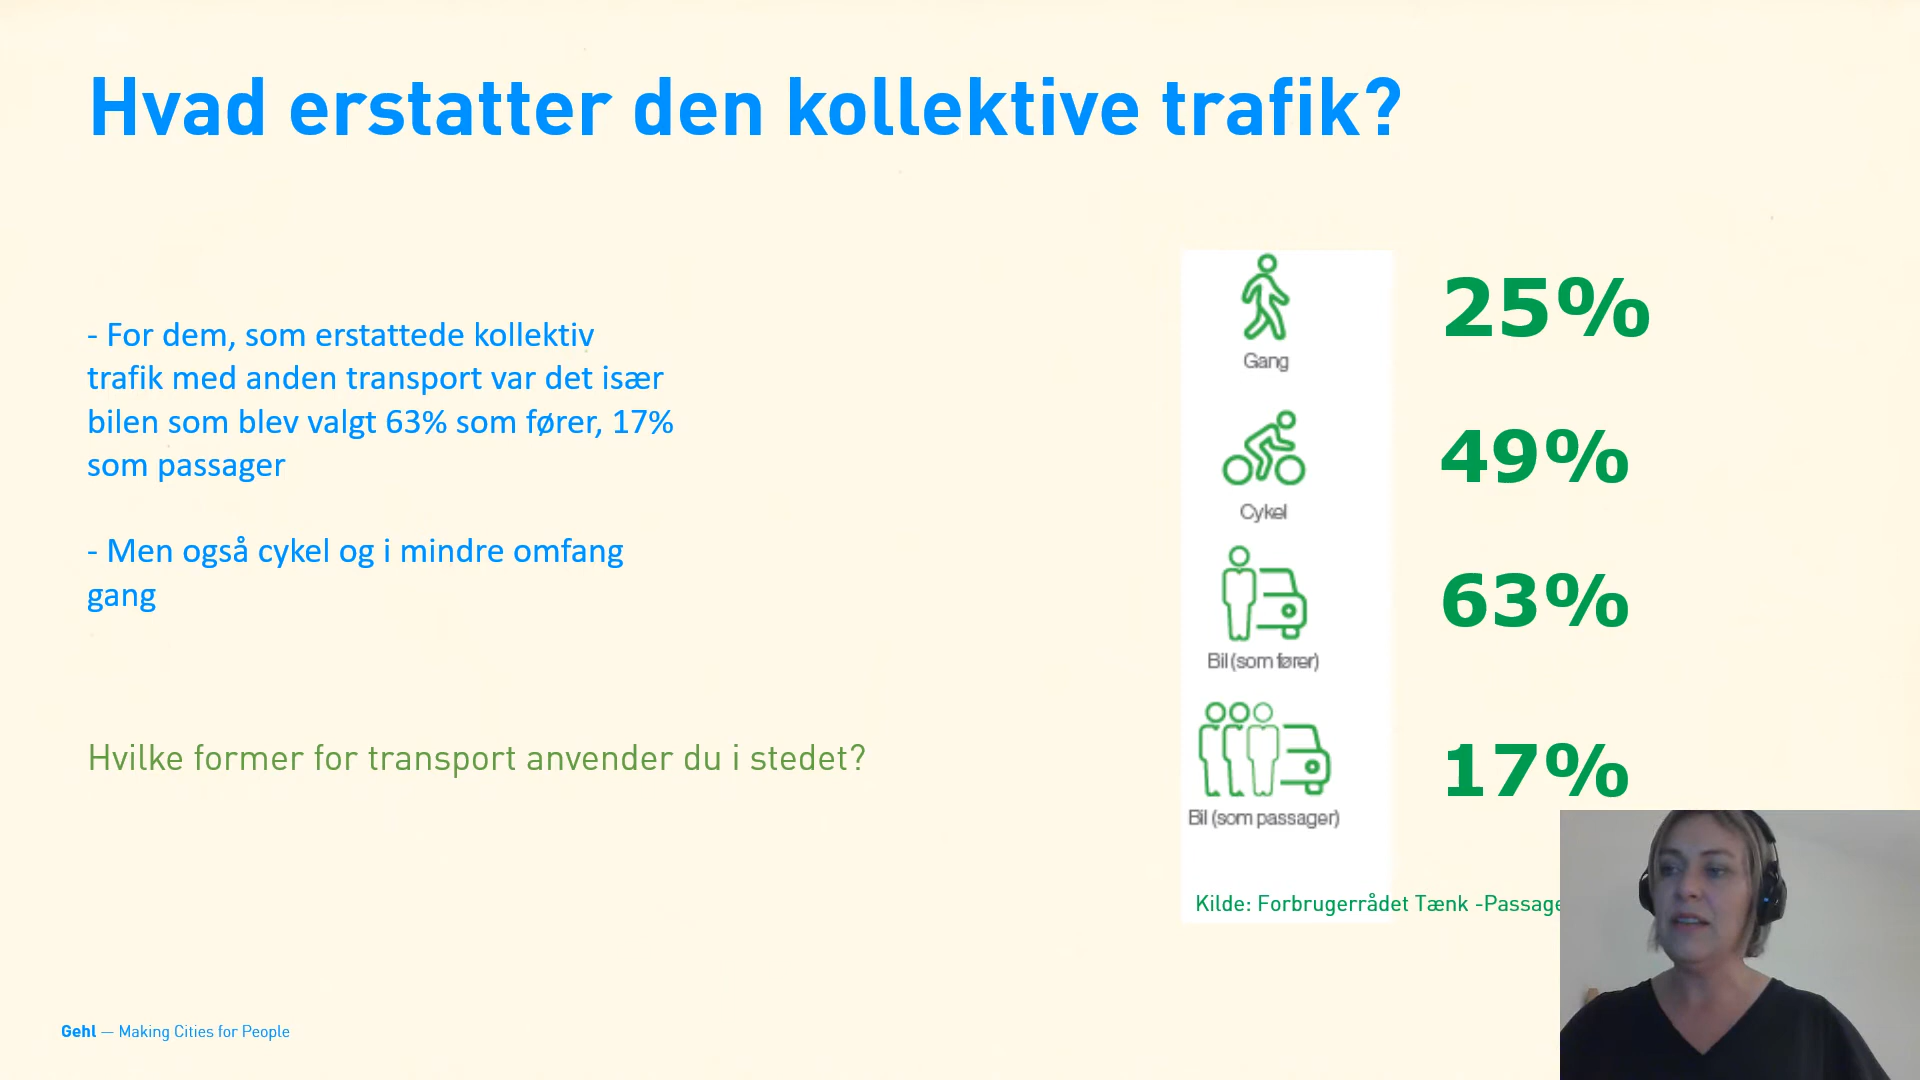 Hvad erstatter den kollektive trafik?
- For dem, som erstattede kollektiv
trafik med anden transport var det især
bilen som blev valgt 63% som fører, 17%
som passager
- Men også cykel og i mindre omfang
gang
Hvilke former for transport anvender du i stedet?
Gang
25%
Cykel
49%
Bil (som fører)
63%
Bil (som passager)
17%
Kilde: Forbrugerrådet Tænk -
Gehl — Making Cities for People